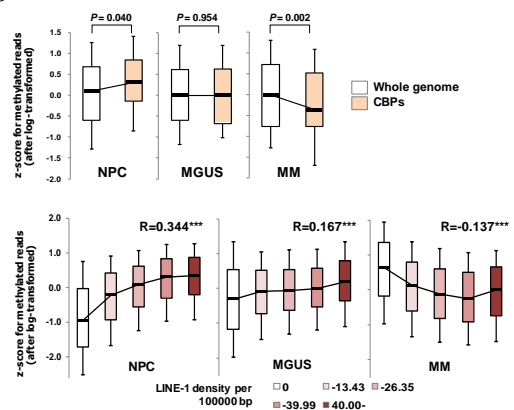 P = 0.040
P = 0.954
P = 0.002
z-score for methylated reads
(after log-transformed)
1.5
1.0
0.5
0.0
-0.5
-1.0
-1.5
-2.0
NPC
MGUS
MM
Whole genome
CBPs
z-score for methylated reads
(after log-transformed)
2.0
1.0
0.0
-1.0
-2.0
R=0.344***
R=0.167***
R=-0.137***
NPC
MGUS
MM
LINE-1 density per
100000 bp
0
-13.43
-26.35
-39.99
40.00-